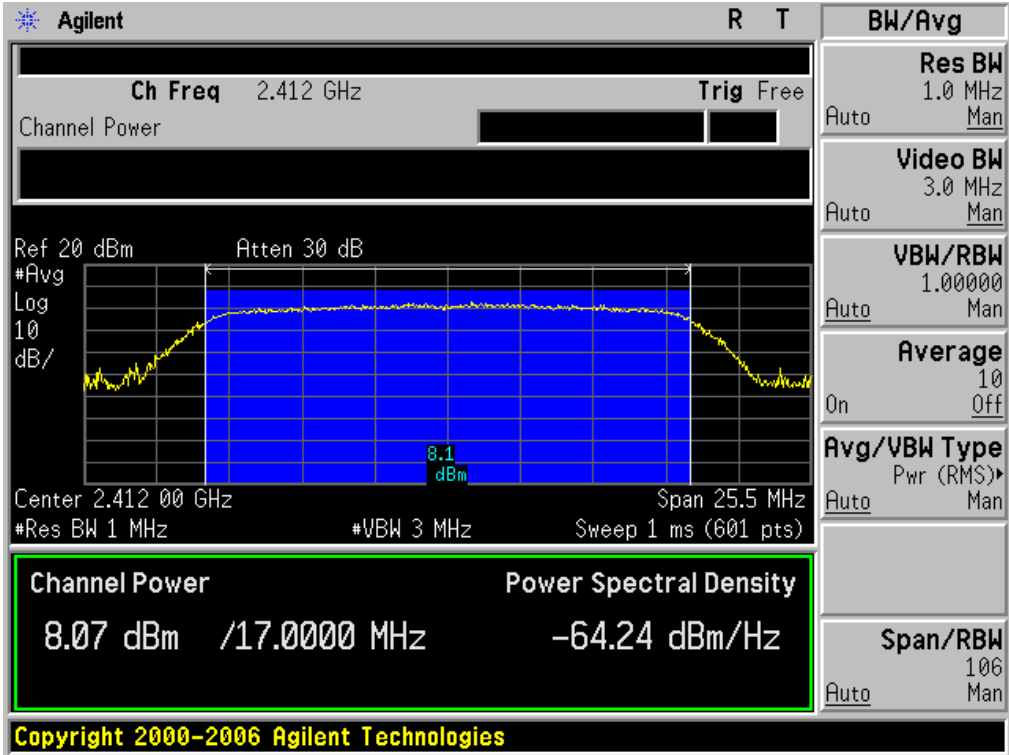 Agilent R T BW/Avg
Ch Freq 2.412 GHz Trig Free
Channel Power
Ref 20 dBm Atten 30 dB
#Avg
Log
10
dB/
8.1
dBm
Center 2.412 00 GHz Span 25.5 MHz
#Res BW 1 MHz #VBW 3 MHz Sweep 1 ms (601 pts)
Channel Power Power Spectral Density
8.07 dBm /17.0000 MHz -64.24 dBm/Hz
Res BW
1.0 MHz
Auto Man
Video BW
3.0 MHz
Auto Man
VBW/RBW
1.00000
Auto Man
Average
10
On Off
Avg/VBW Type
Pwr (RMS)▸
Auto Man
Span/RBW
106
Auto Man
Copyright 2000-2006 Agilent Technologies